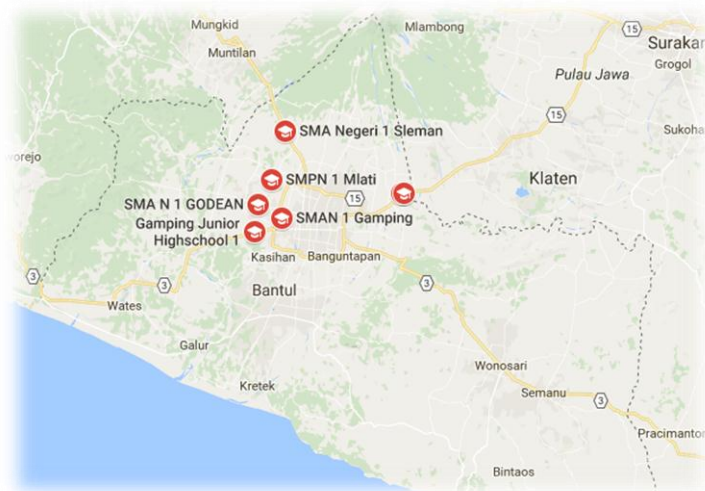 Mungkid
Mlambong
Muntilan
15
Surakar
Grogol
Pulau Jawa
15
SMA Negeri 1 Sleman
Sukoha
worejo
SMPN 1 Mlati
Klaten
15
SMA N 1 GODEAN
SMAN 1 Gamping
Gamping Junior
Highschool 1
Kasihan
Banguntapan
3
3
3
Bantul
Wates
Galur
Wonosari
Kretek
Semanu
3
Pracimantor
Bintaos